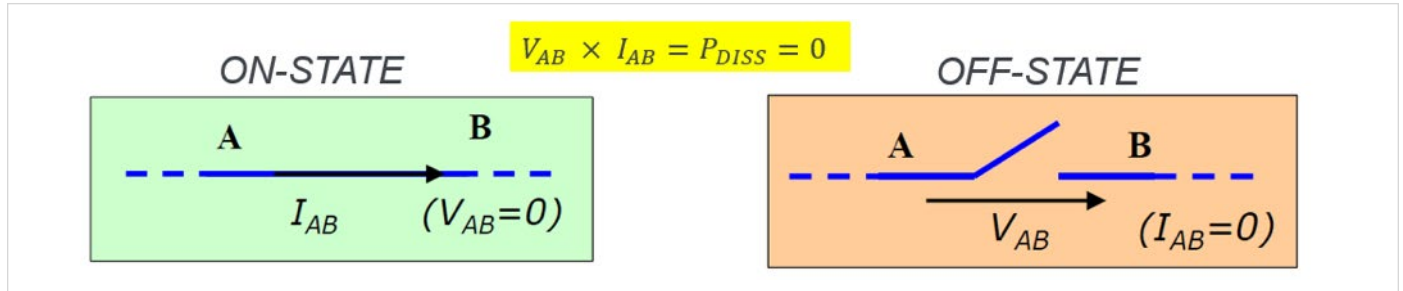 V_AB × I_AB = P_DISS = 0
ON-STATE
A B
I_AB (V_AB=0)
OFF-STATE
A B
V_AB (I_AB=0)